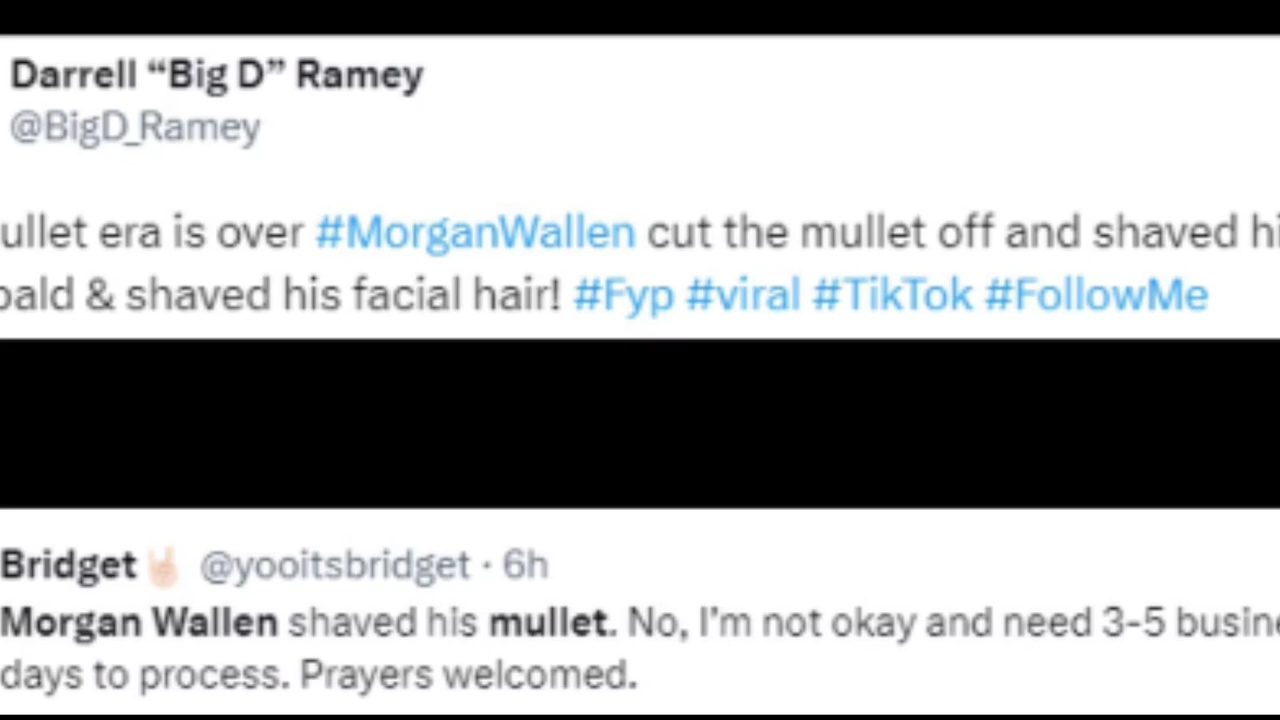 Darrell “Big D” Ramey
@BigD_Ramey
ullet era is over #MorganWallen cut the mullet off and shaved hi
bald & shaved his facial hair! #Fyp #viral #TikTok #FollowMe
Bridget🤘🏻 @yooitsbridget · 6h
Morgan Wallen shaved his mullet. No, I’m not okay and need 3-5 busine
days to process. Prayers welcomed.